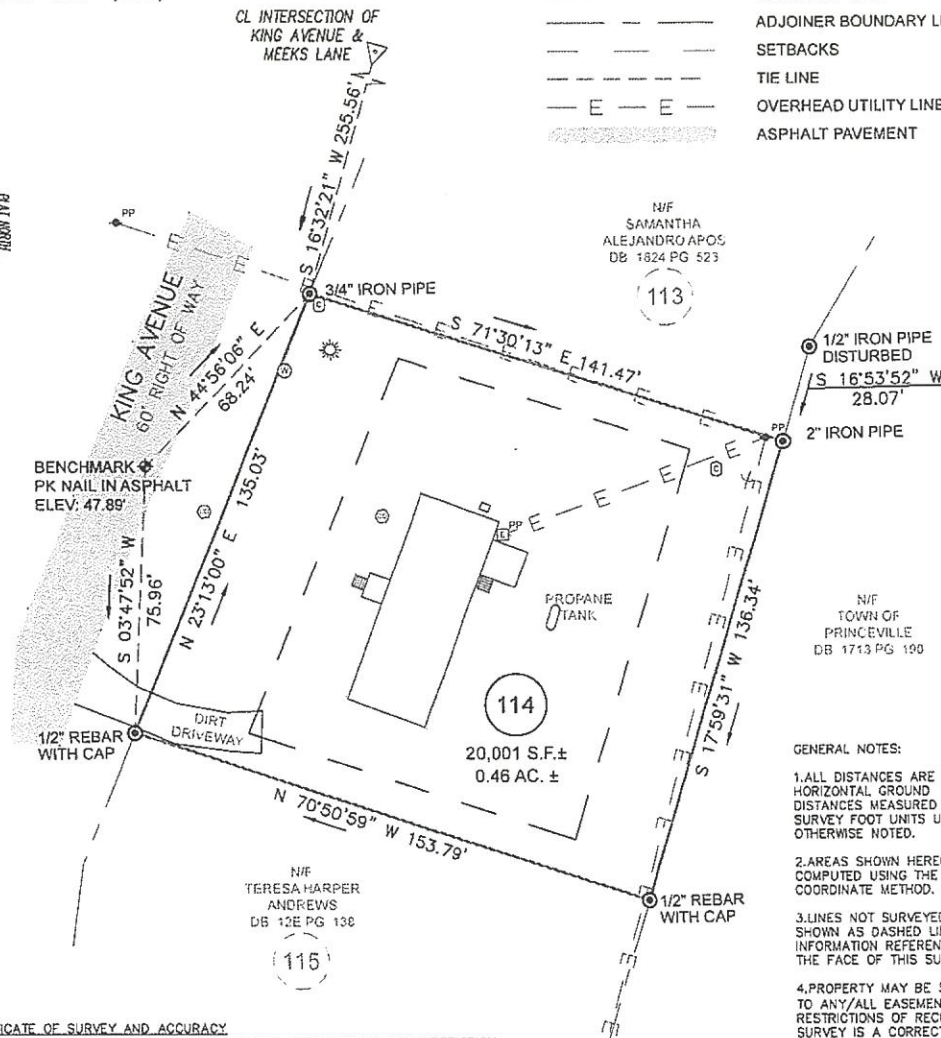 CL INTERSECTION OF
KING AVENUE &
MEEKS LANE
ADJOINER BOUNDARY LI
SETBACKS
TIE LINE
E E
OVERHEAD UTILITY LINE
ASPHALT PAVEMENT
S 16°32'21" W 255.56'
PP
KING AVENUE
60' RIGHT OF WAY
N 44°56'06" E
68.24'
3/4" IRON PIPE
N/F
SAMANTHA
ALEJANDRO APOS
DB 1824 PG 523
113
S 71°30'13" E 141.47'
1/2" IRON PIPE
DISTURBED
S 16°53'52" W
28.07'
2" IRON PIPE
PP
BENCHMARK
PK NAIL IN ASPHALT
ELEV: 47.89'
S 03°47'52" W
75.96'
N 23°13'00" E 135.03'
PP
PROPANE
TANK
N/F
TOWN OF
PRINCEVILLE
DB 1713 PG 190
S 17°59'31" W 136.34'
114
20,001 S.F.±
0.46 AC. ±
DIRT
DRIVEWAY
1/2" REBAR
WITH CAP
N 70°50'59" W 153.79'
1/2" REBAR
WITH CAP
N/F
TERESA HARPER
ANDREWS
DB 12E PG 138
115
GENERAL NOTES:
1.ALL DISTANCES ARE
HORIZONTAL GROUND
DISTANCES MEASURED
SURVEY FOOT UNITS U
OTHERWISE NOTED.
2.AREAS SHOWN HERE
COMPUTED USING THE
COORDINATE METHOD.
3.LINES NOT SURVEYE
SHOWN AS DASHED LI
INFORMATION REFEREN
THE FACE OF THIS SU
4.PROPERTY MAY BE S
TO ANY/ALL EASEMEN
RESTRICTIONS OF REC
SURVEY IS A CORRECT
ICATE OF SURVEY AND ACCURACY